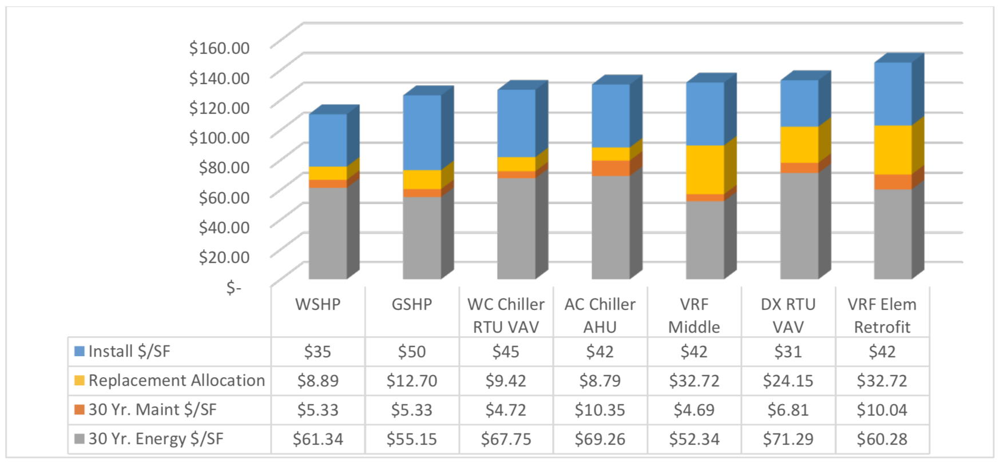 $160.00
$140.00
$120.00
$100.00
$80.00
$60.00
$40.00
$20.00
$-
WSHP GSHP WC Chiller AC Chiller VRF DX RTU VRF Elem
RTU VAV AHU Middle VAV Retrofit
Install $/SF $35 $50 $45 $42 $42 $31 $42
Replacement Allocation $8.89 $12.70 $9.42 $8.79 $32.72 $24.15 $32.72
30 Yr. Maint $/SF $5.33 $5.33 $4.72 $10.35 $4.69 $6.81 $10.04
30 Yr. Energy $/SF $61.34 $55.15 $67.75 $69.26 $52.34 $71.29 $60.28